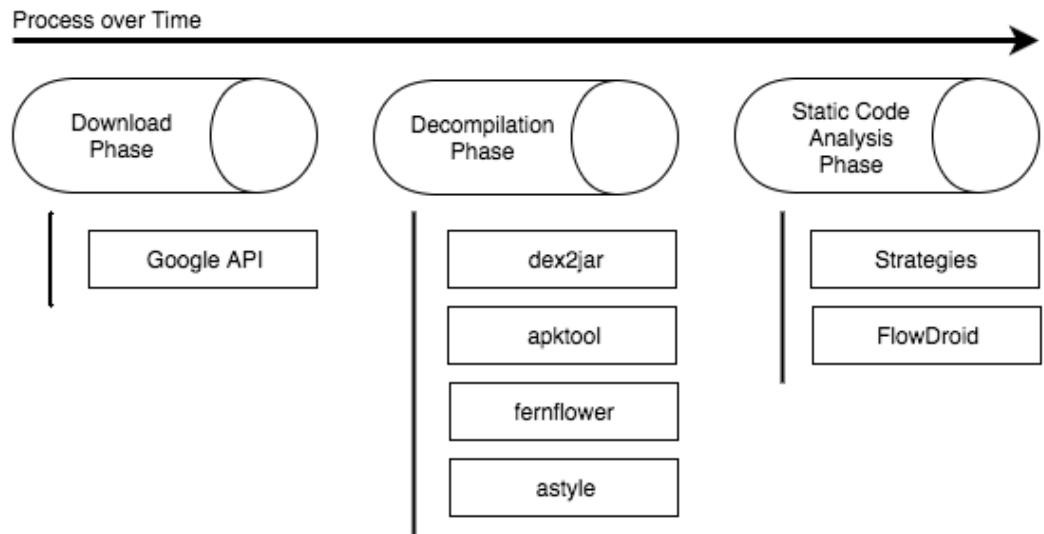 Process over Time
Download
Phase
Decompilation
Phase
Static Code
Analysis
Phase
Google API
dex2jar
Strategies
apktool
FlowDroid
fernflower
astyle